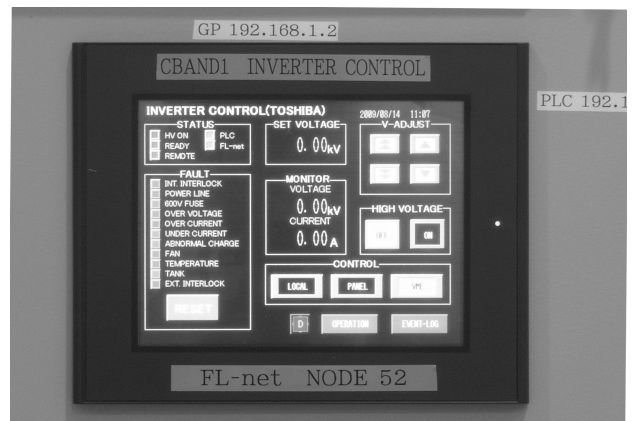 GP 192.168.1.2
CBAND1 INVERTER CONTROL
PLC 192.1
INVERTER CONTROL(TOSHIBA)
2009/08/14 11:07
STATUS
HV ON
PLC
READY
FL-net
REMOTE
SET VOLTAGE
0.00kV
V-ADJUST
FAULT
INT. INTERLOCK
POWER LINE
600V FUSE
OVER VOLTAGE
OVER CURRENT
UNDER CURRENT
ABNORMAL CHARGE
FAN
TEMPERATURE
TANK
EXT. INTERLOCK
RESET
MONITOR
VOLTAGE
0.00kV
CURRENT
0.00A
HIGH VOLTAGE
OFF
ON
CONTROL
LOCAL
PANEL
D
OPERATION
EVENT-LOG
FL-net NODE 52